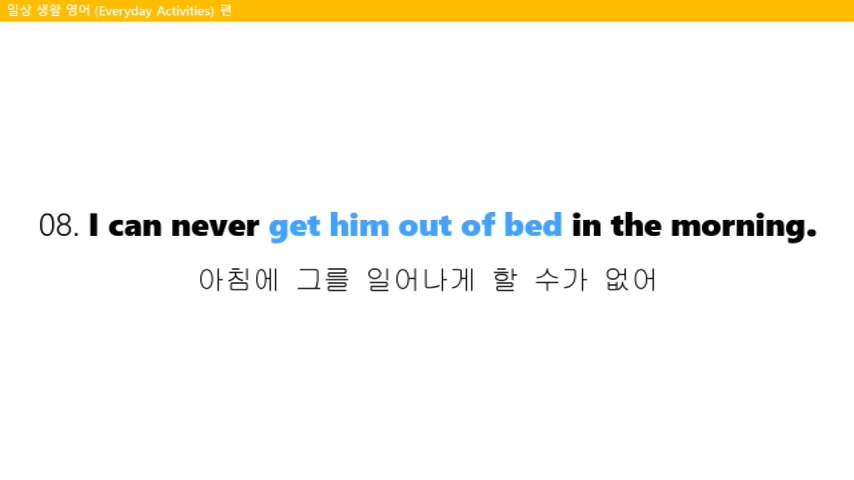 일상 생활 영어 (Everyday Activities) 편
08. I can never get him out of bed in the morning.
아침에 그를 일어나게 할 수가 없어